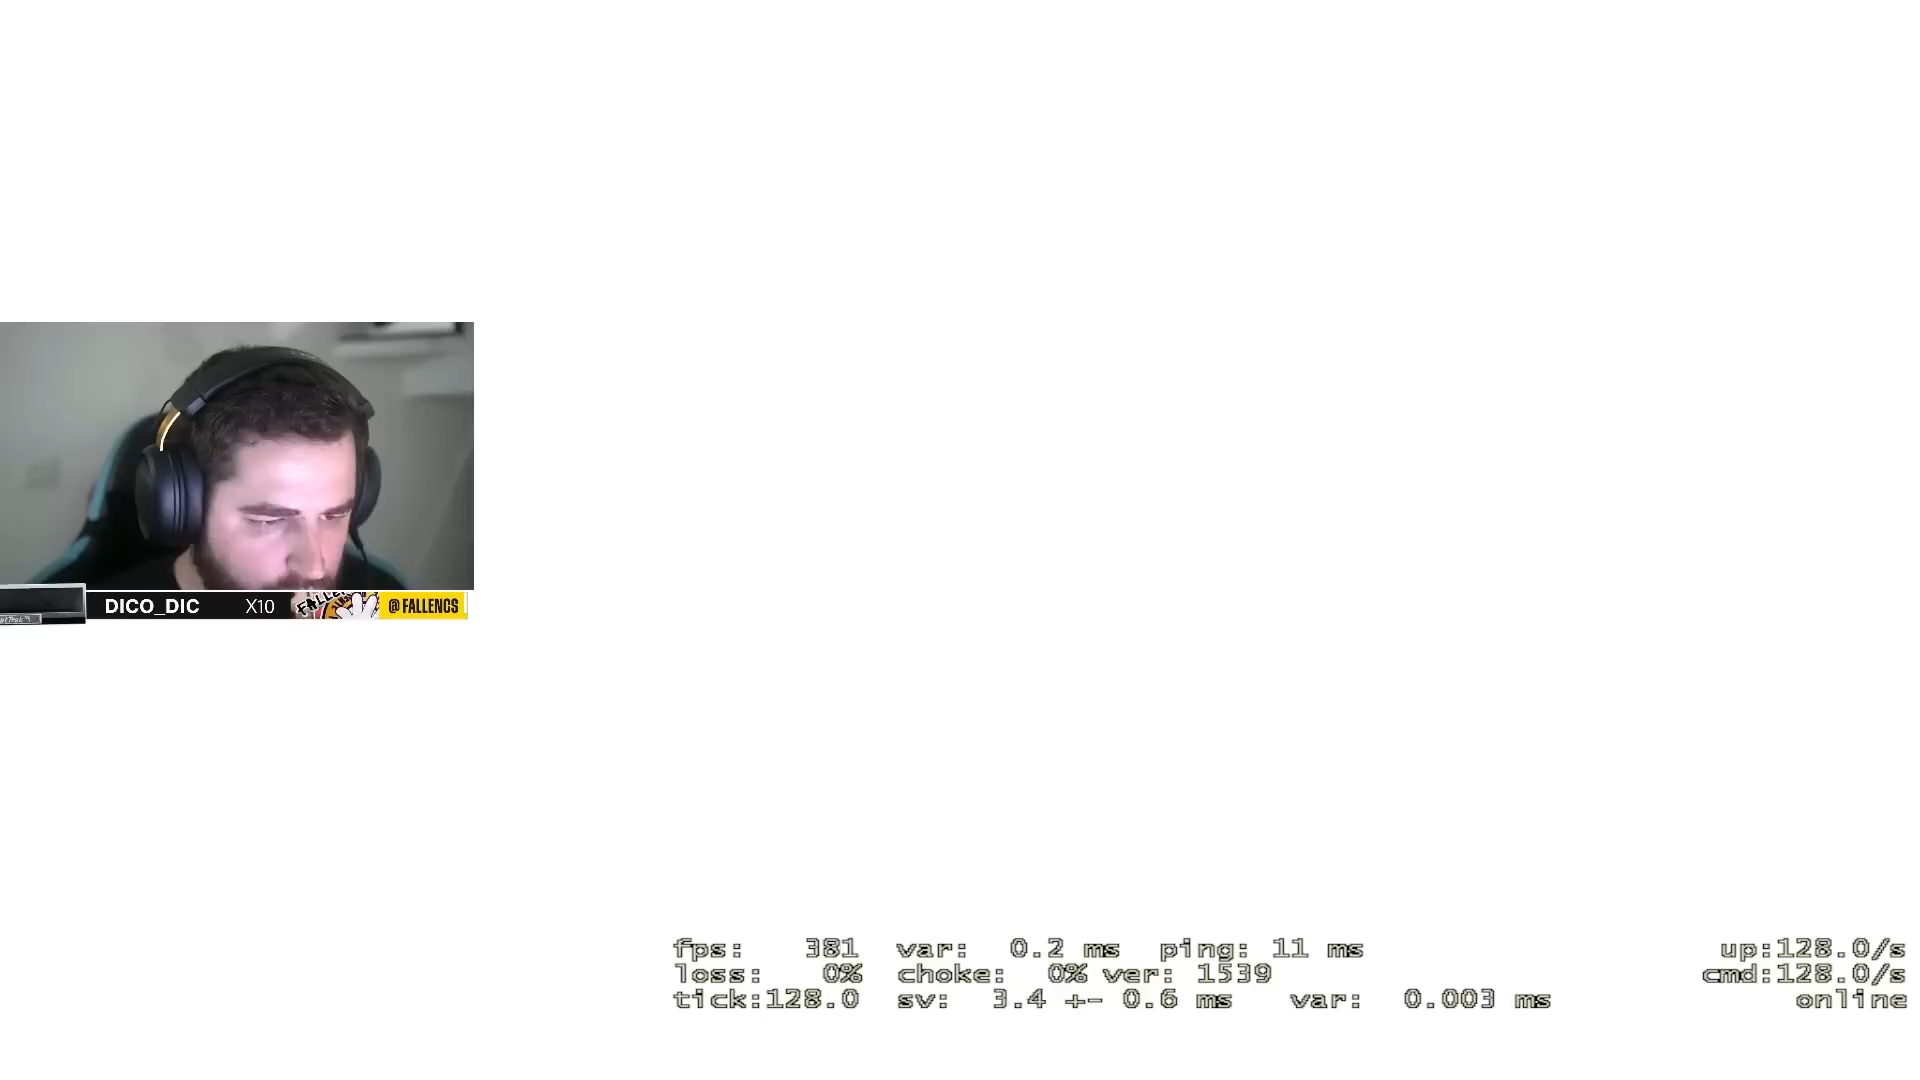 DICO_DIC X10 FALLE @FALLENCS
fps: 381 var: 0.2 ms ping: 11 ms up:128.0/s
loss: 0% choke: 0% ver: 1539 cmd:128.0/s
tick:128.0 sv: 3.4 +- 0.6 ms var: 0.003 ms online